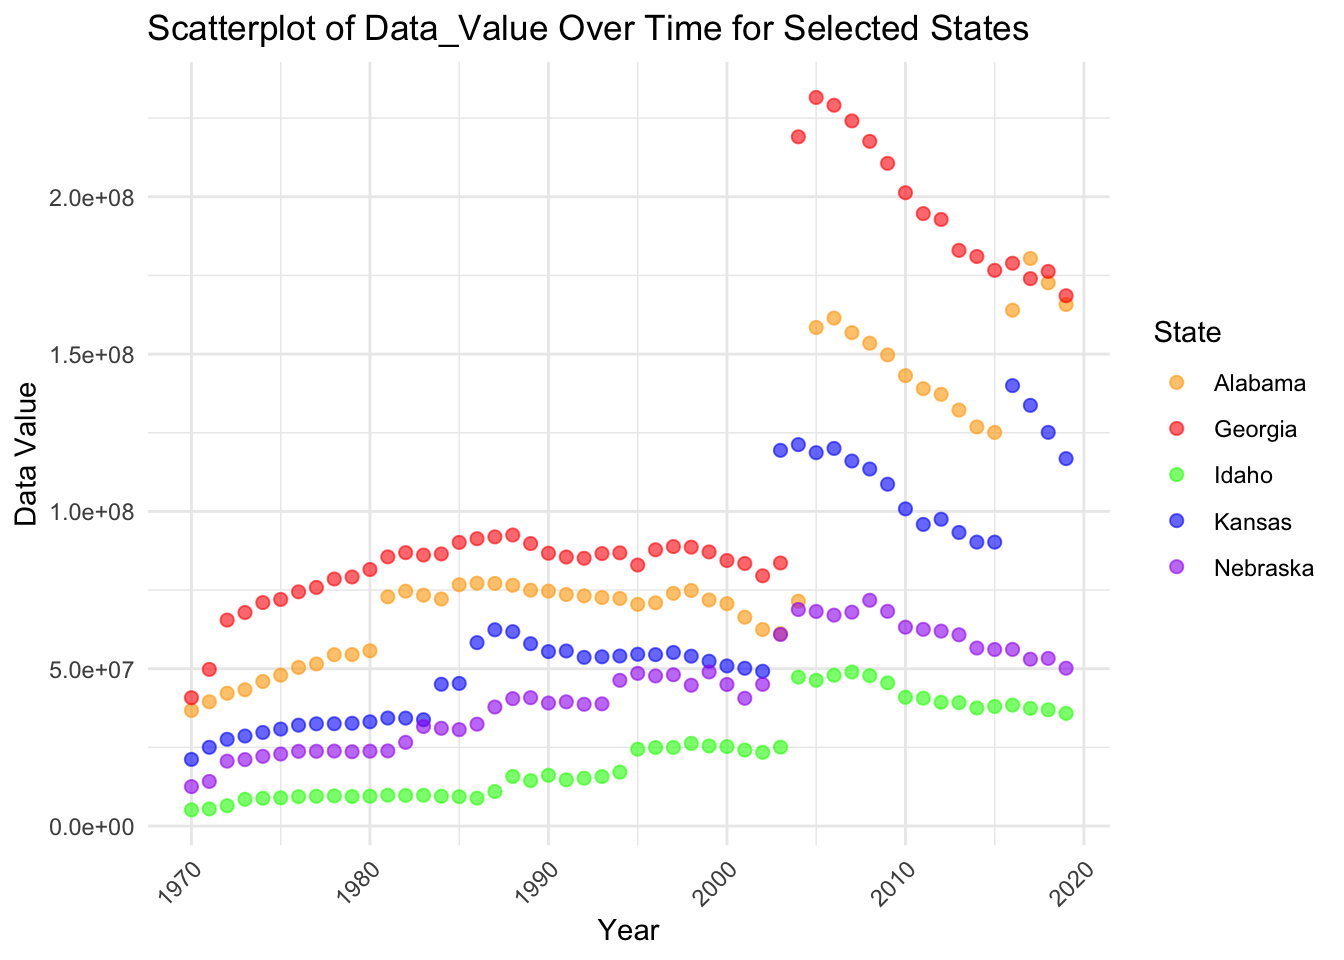 Scatterplot of Data_Value Over Time for Selected States
Data Value
2.0e+08
1.5e+08
1.0e+08
5.0e+07
0.0e+00
1970
1980
1990
2000
2010
2020
Year
State
Alabama
Georgia
Idaho
Kansas
Nebraska